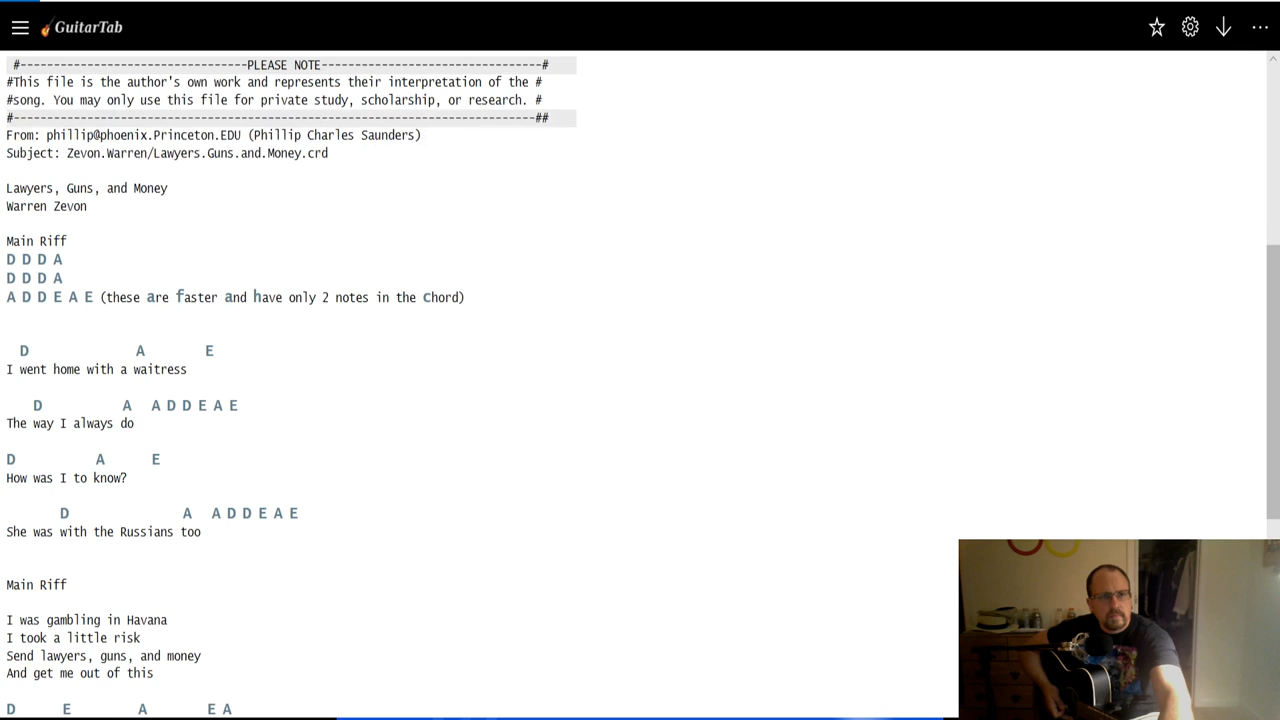 GuitarTab
#----------------------------------PLEASE NOTE---------------------------------#
#This file is the author's own work and represents their interpretation of the #
#song. You may only use this file for private study, scholarship, or research. #
#------------------------------------------------------------------------------##
From: phillip@phoenix.Princeton.EDU (Phillip Charles Saunders)
Subject: Zevon.Warren/Lawyers.Guns.and.Money.crd
Lawyers, Guns, and Money
Warren Zevon
Main Riff
D D D A
D D D A
A D D E A E (these are faster and have only 2 notes in the chord)
D A E
I went home with a waitress
D A A D D E A E
The way I always do
D A E
How was I to know?
D A A D D E A E
She was with the Russians too
Main Riff
I was gambling in Havana
I took a little risk
Send lawyers, guns, and money
And get me out of this
D E A E A